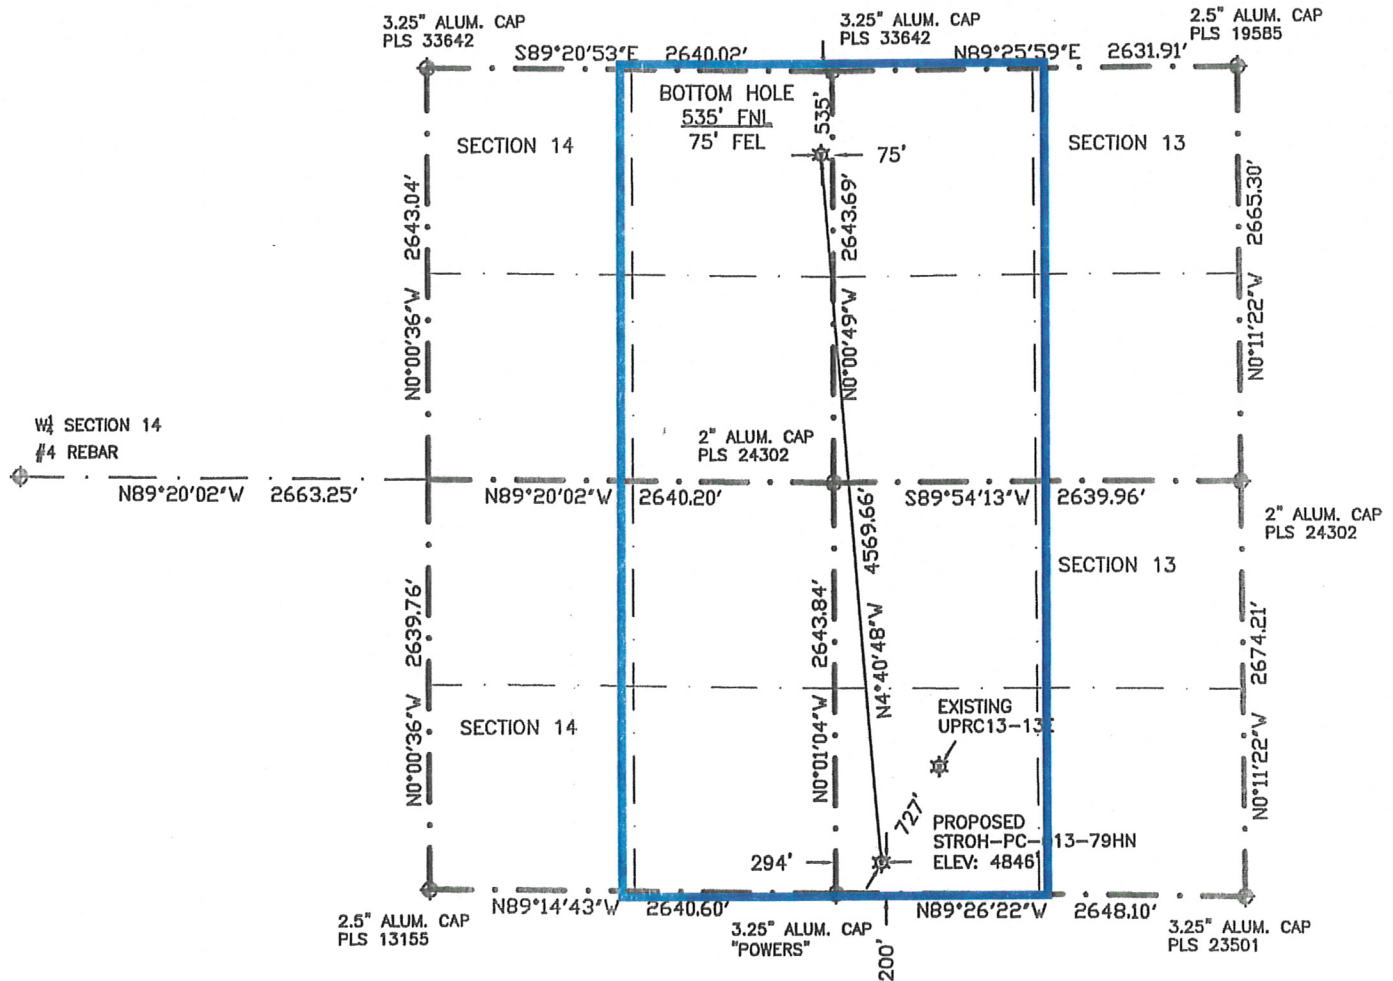 3.25" ALUM. CAP
PLS 33642
3.25" ALUM. CAP
PLS 33642
2.5" ALUM. CAP
PLS 19585
S89°20'53"E 2640.02'
N89°25'59"E 2631.91'
BOTTOM HOLE
535' FNL
75' FEL
535'
75'
SECTION 14
SECTION 13
2643.04'
2643.69'
2665.30'
N0°00'36"W
N0°00'49"W
N0°11'22"W
W¼ SECTION 14
#4 REBAR
2" ALUM. CAP
PLS 24302
N89°20'02"W 2663.25'
N89°20'02"W 2640.20'
S89°54'13"W 2639.96'
2" ALUM. CAP
PLS 24302
4569.66'
SECTION 13
2639.76'
2643.84'
N4°40'48"W
2674.21'
SECTION 14
EXISTING
UPRC13-13E
N0°00'36"W
N0°01'04"W
N0°11'22"W
727'
PROPOSED
STROH-PC- 13-79HN
ELEV: 4846'
294'
N89°14'43"W 2640.60'
N89°26'22"W 2648.10'
2.5" ALUM. CAP
PLS 13155
3.25" ALUM. CAP
"POWERS"
200'
3.25" ALUM. CAP
PLS 23501